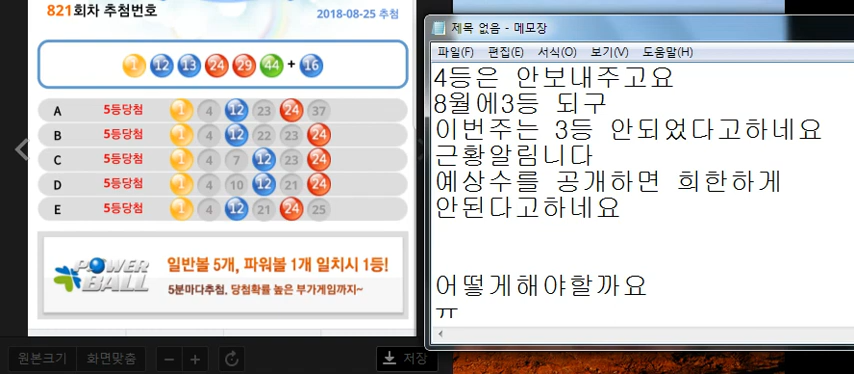 821회차 추첨번호
2018-08-25 추첨
1 12 13 24 29 44 + 16
A 5등당첨 1 4 12 23 24 37
B 5등당첨 1 4 12 22 23 24
C 5등당첨 1 4 7 12 23 24
D 5등당첨 1 4 10 12 21 24
E 5등당첨 1 4 12 21 24 25
POWER BALL
일반볼 5개, 파워볼 1개 일치시 1등!
5분마다추첨, 당첨확률 높은 부가게임까지~
원본크기 화면맞춤 저장
제목 없음 - 메모장
파일(F) 편집(E) 서식(O) 보기(V) 도움말(H)
4등은 안보내주고요
8월에3등 되구
이번주는 3등 안되었다고하네요
근황알림니다
예상수를 공개하면 희한하게
안된다고하네요
어떻게해야할까요
ㅠ